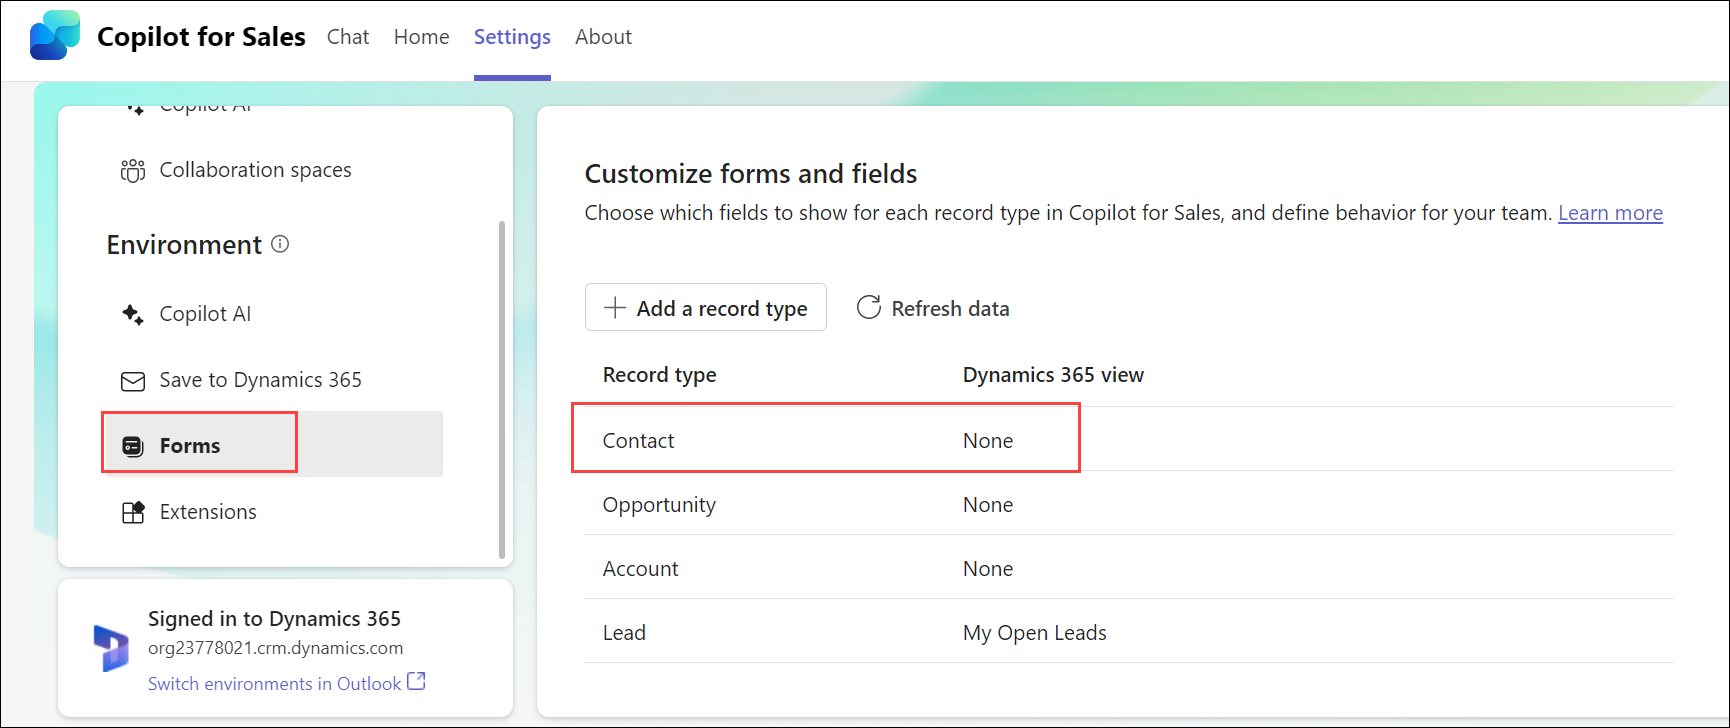 Copilot for Sales Chat Home Settings About
Copilot AI
Collaboration spaces
Environment
Copilot AI
Save to Dynamics 365
Forms
Extensions
Signed in to Dynamics 365
org23778021.crm.dynamics.com
Switch environments in Outlook
Customize forms and fields
Choose which fields to show for each record type in Copilot for Sales, and define behavior for your team. Learn more
Add a record type Refresh data
Record type Dynamics 365 view
Contact None
Opportunity None
Account None
Lead My Open Leads